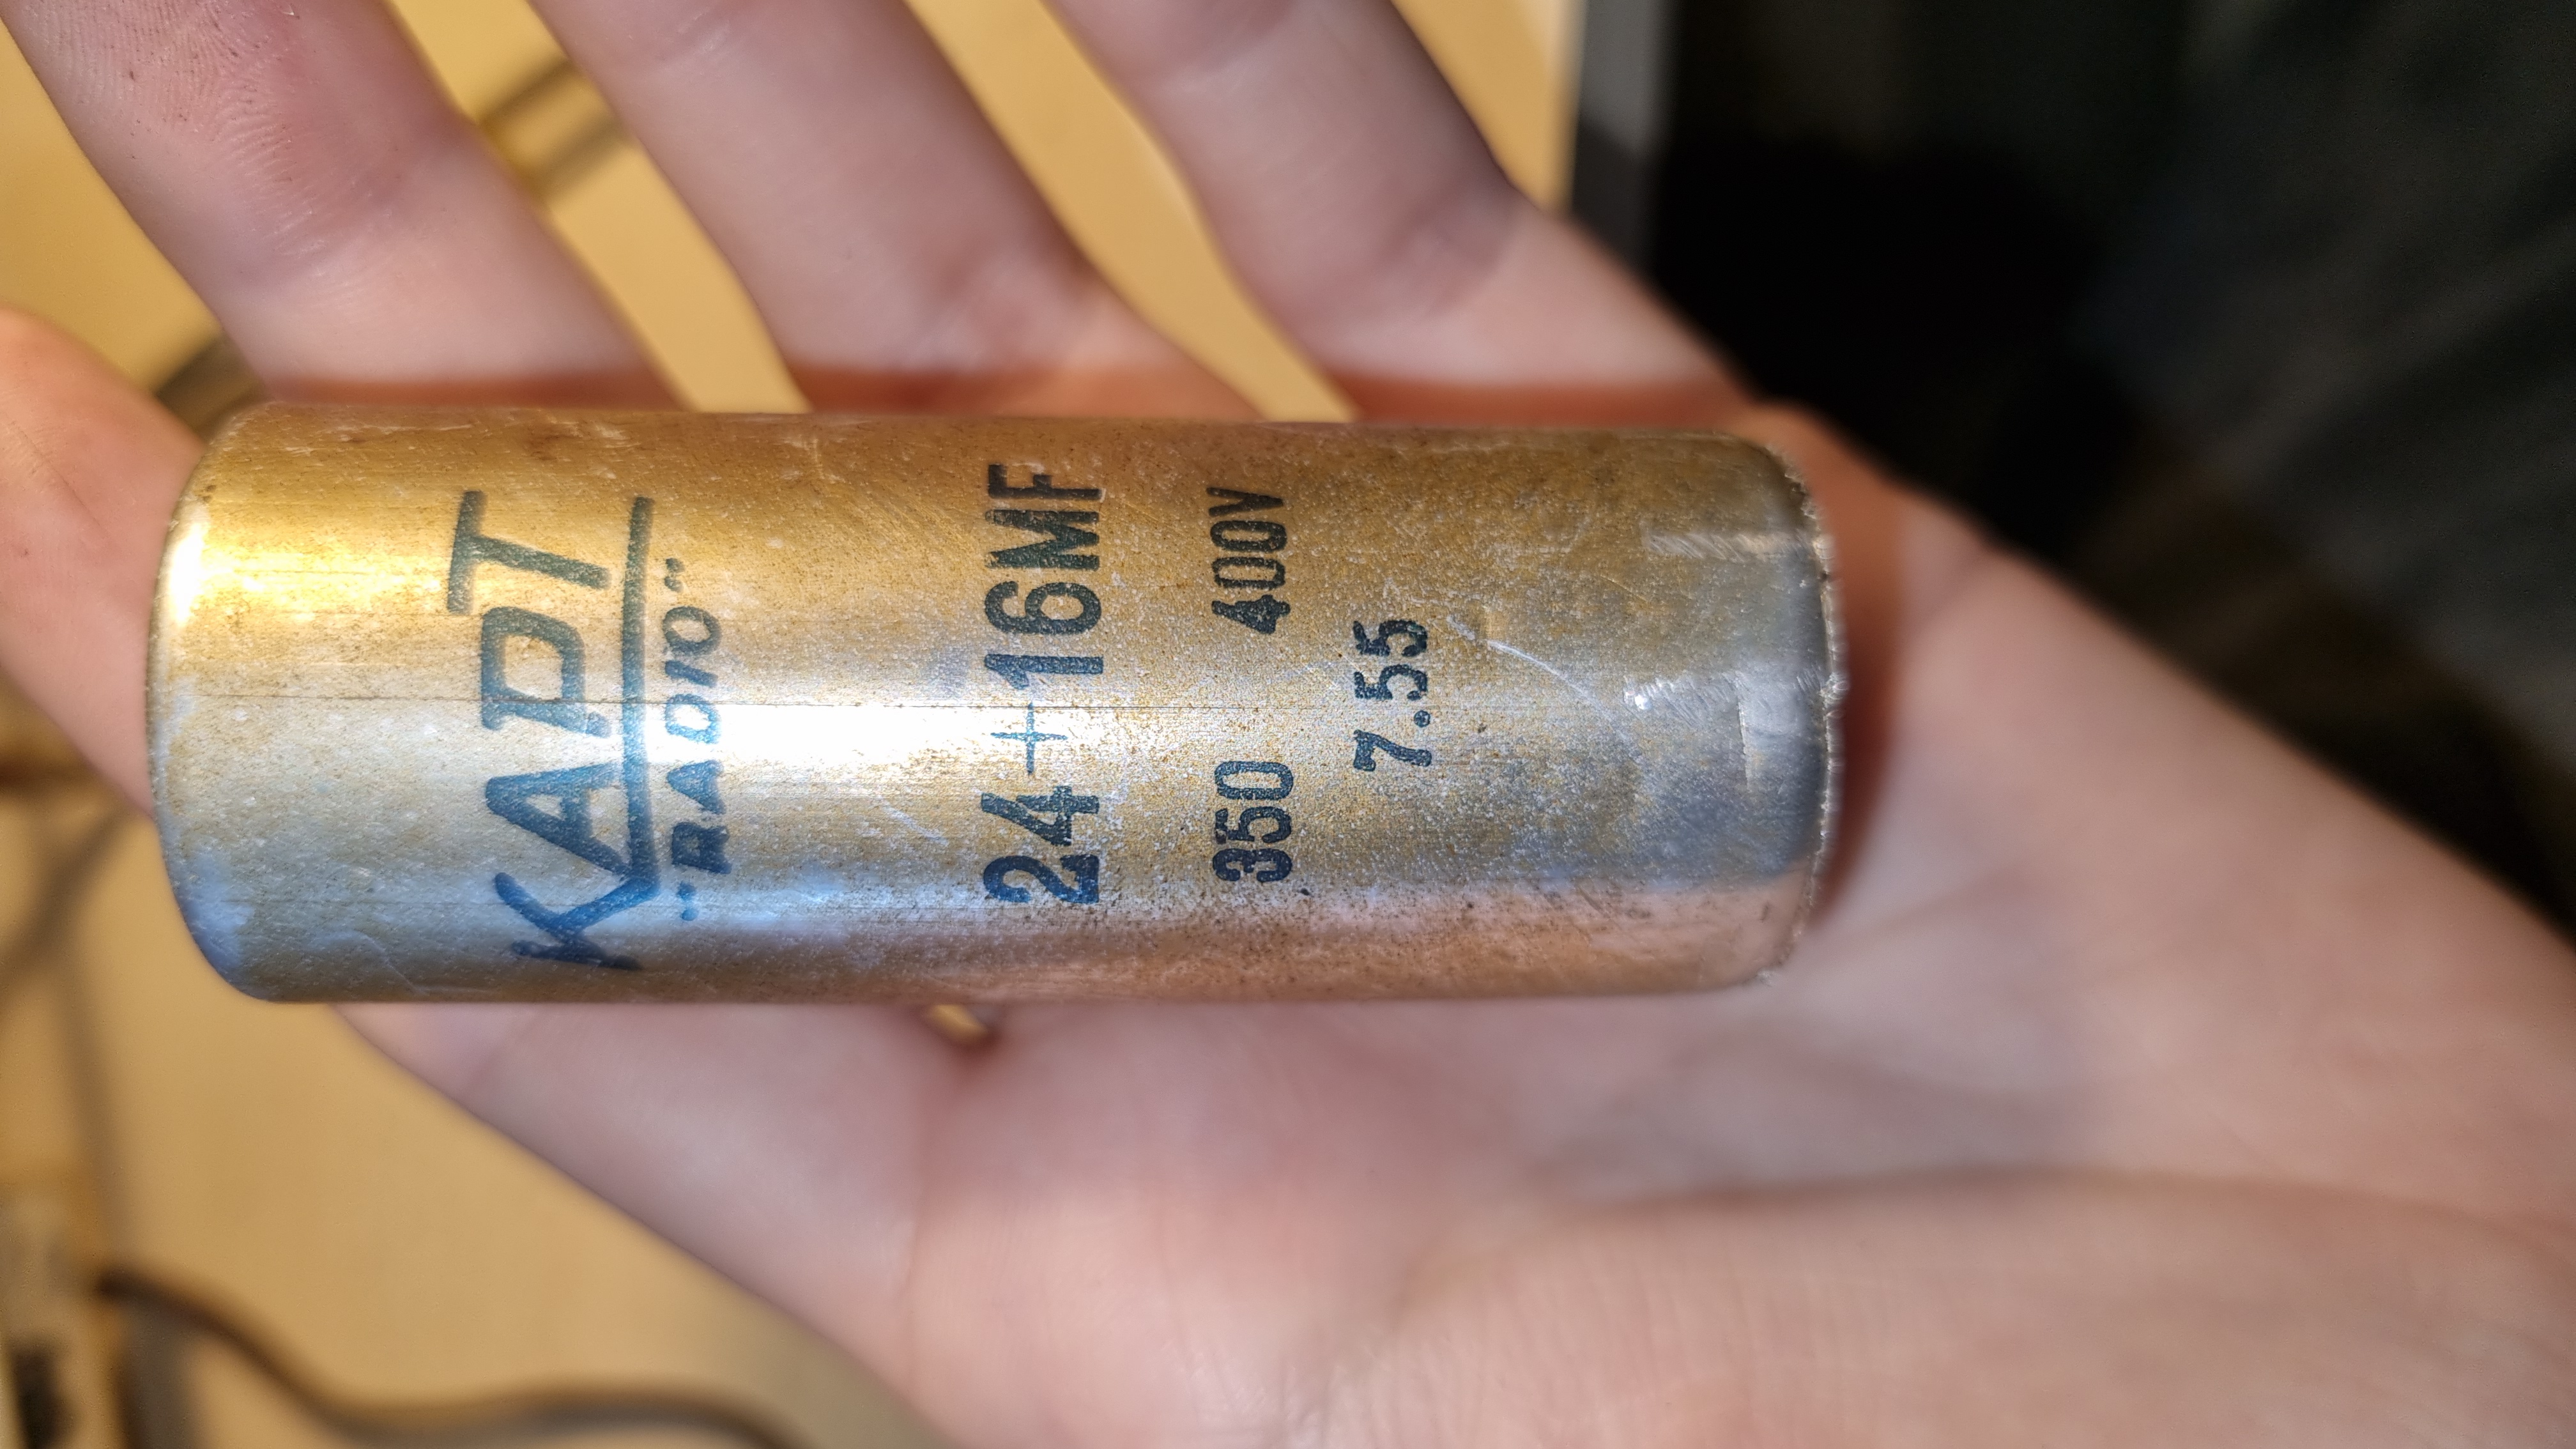 KAPT
"RADIO"
24+16MF
350 400V
7.55